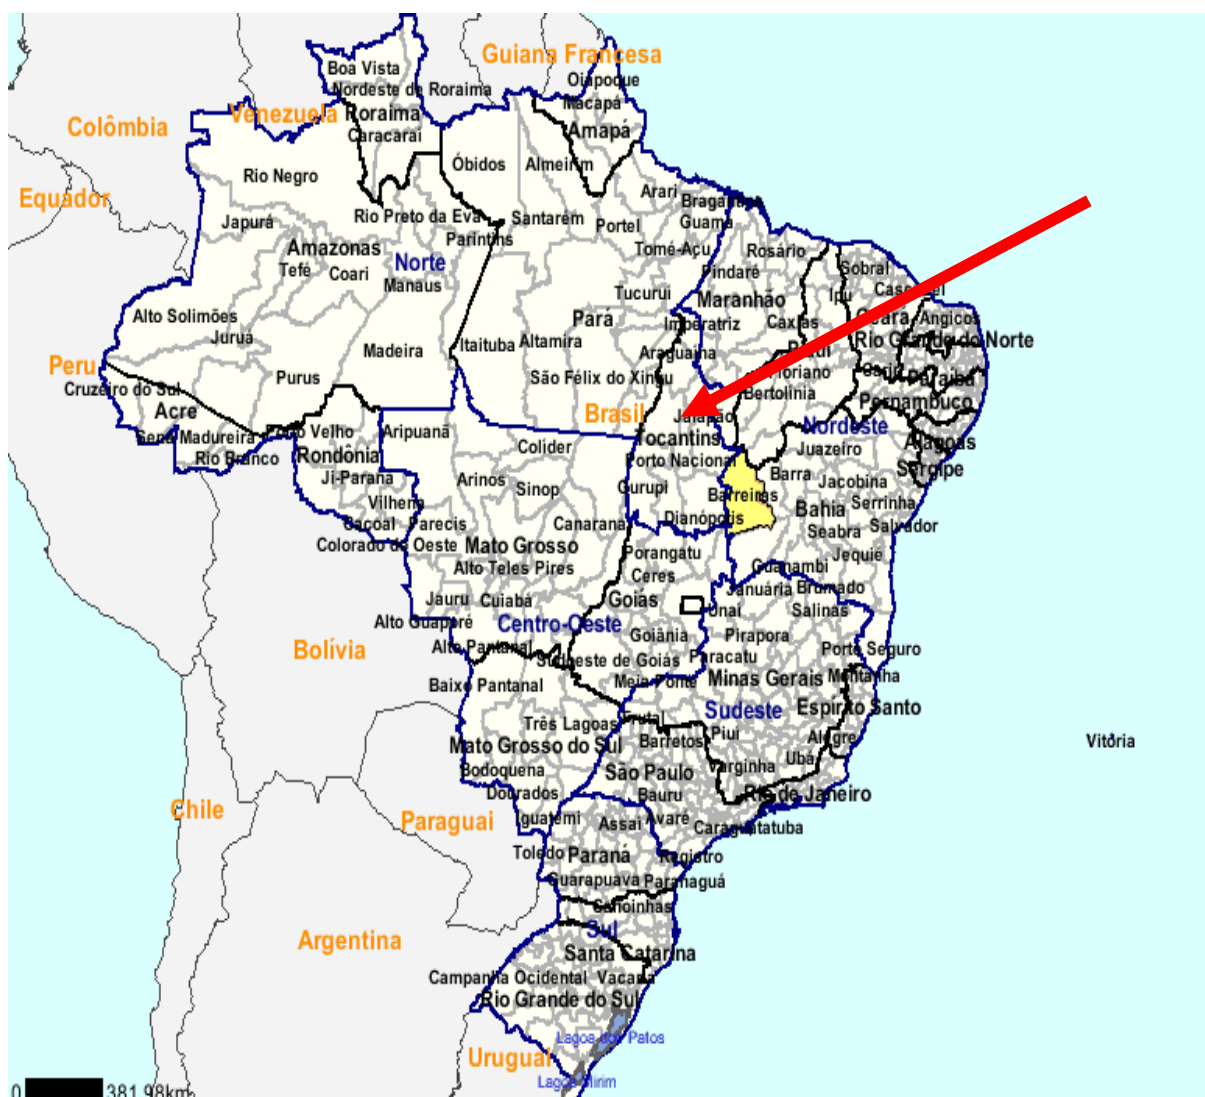 Guiana Francesa
Boa Vista
Oiapoque
Nordeste de Roraima
Macapá
Venezuela
Roraima
Colômbia
Amapá
Caracaraí
Óbidos
Almeirim
Rio Negro
Equador
Arari
Bragantina
Japurá
Rio Preto da Eva
Santarém
Portel
Guamá
Parintins
Amazonas
Norte
Tomé-Açu
Rosário
Tefé
Coari
Manaus
Pindaré
Sobral
Tucuruí
Maranhão
Ipu
Cascavel
Alto Solimões
Pará
Imperatriz
Caxias
Ceará
Angicos
Juruá
Itaituba
Altamira
Piauí
Rio Grande do Norte
Madeira
Araguaína
Peru
Purus
São Félix do Xingu
Floriano
Cariri
Paraíba
Cruzeiro do Sul
Bertolínia
Pernambuco
Acre
Brasil
Jalapão
Nordeste
Sena Madureira
Porto Velho
Aripuanã
Tocantins
Alagoas
Rio Branco
Rondônia
Colider
Porto Nacional
Juazeiro
Sergipe
Ji-Paraná
Arinos
Sinop
Gurupi
Barreiras
Barra
Jacobina
Vilhena
Bahia
Serrinha
Cacoal
Parecis
Canarana
Dianópolis
Seabra
Salvador
Colorado do Oeste
Mato Grosso
Porangatu
Jequié
Alto Teles Pires
Ceres
Guanambi
Januária
Brumado
Jauru
Cuiabá
Goiás
Unaí
Salinas
Alto Guaporé
Centro-Oeste
Goiânia
Pirapora
Bolívia
Alto Pantanal
Sudoeste de Goiás
Paracatu
Porto Seguro
Baixo Pantanal
Meia Ponte
Minas Gerais
Montanha
Sudeste
Espírito Santo
Três Lagoas
Frutal
Piuí
Alegre
Vitória
Mato Grosso do Sul
Barretos
Ubá
Bodoquena
São Paulo
Varginha
Dourados
Bauru
Rio de Janeiro
Chile
Paraguai
Iguatemi
Assaí
Avaré
Caraguatatuba
Toledo
Paraná
Registro
Guarapuava
Paranaguá
Canoinhas
Sul
Argentina
Santa Catarina
Campanha Ocidental
Vacaria
Rio Grande do Sul
Lagoa dos Patos
Uruguai
Lagoa Mirim
0
381.98km